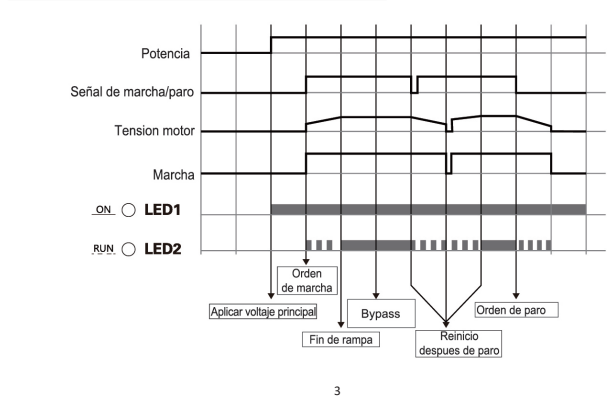 Potencia
Señal de marcha/paro
Tension motor
Marcha
ON LED1
RUN LED2
Orden
de marcha
Aplicar voltaje principal
Bypass
Orden de paro
Fin de rampa
Reinicio
despues de paro
3